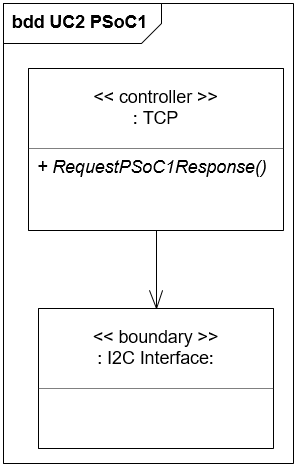 bdd UC2 PSoC1
<< controller >>
: TCP
+ RequestPSoC1Response()
<< boundary >>
: I2C Interface: